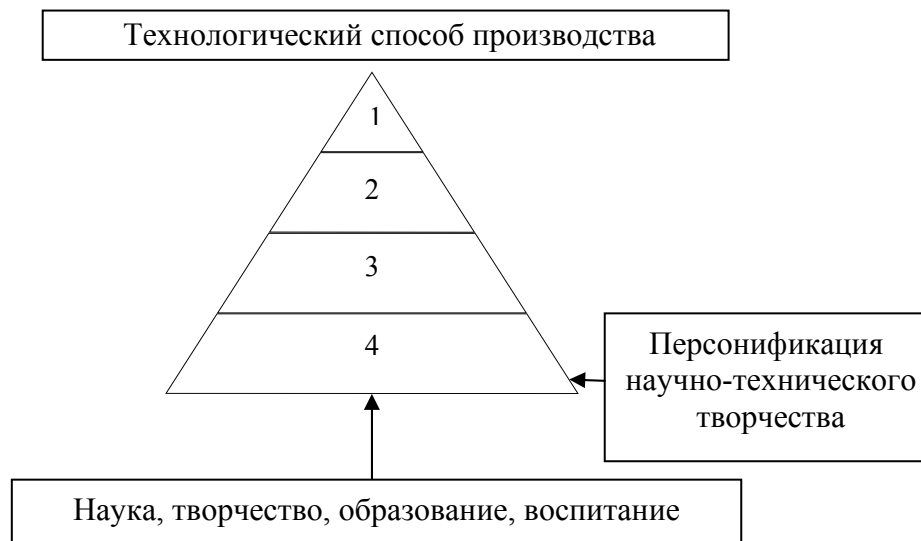 Технологический способ производства
1
2
3
4
Персонификация
научно-технического
творчества
Наука, творчество, образование, воспитание